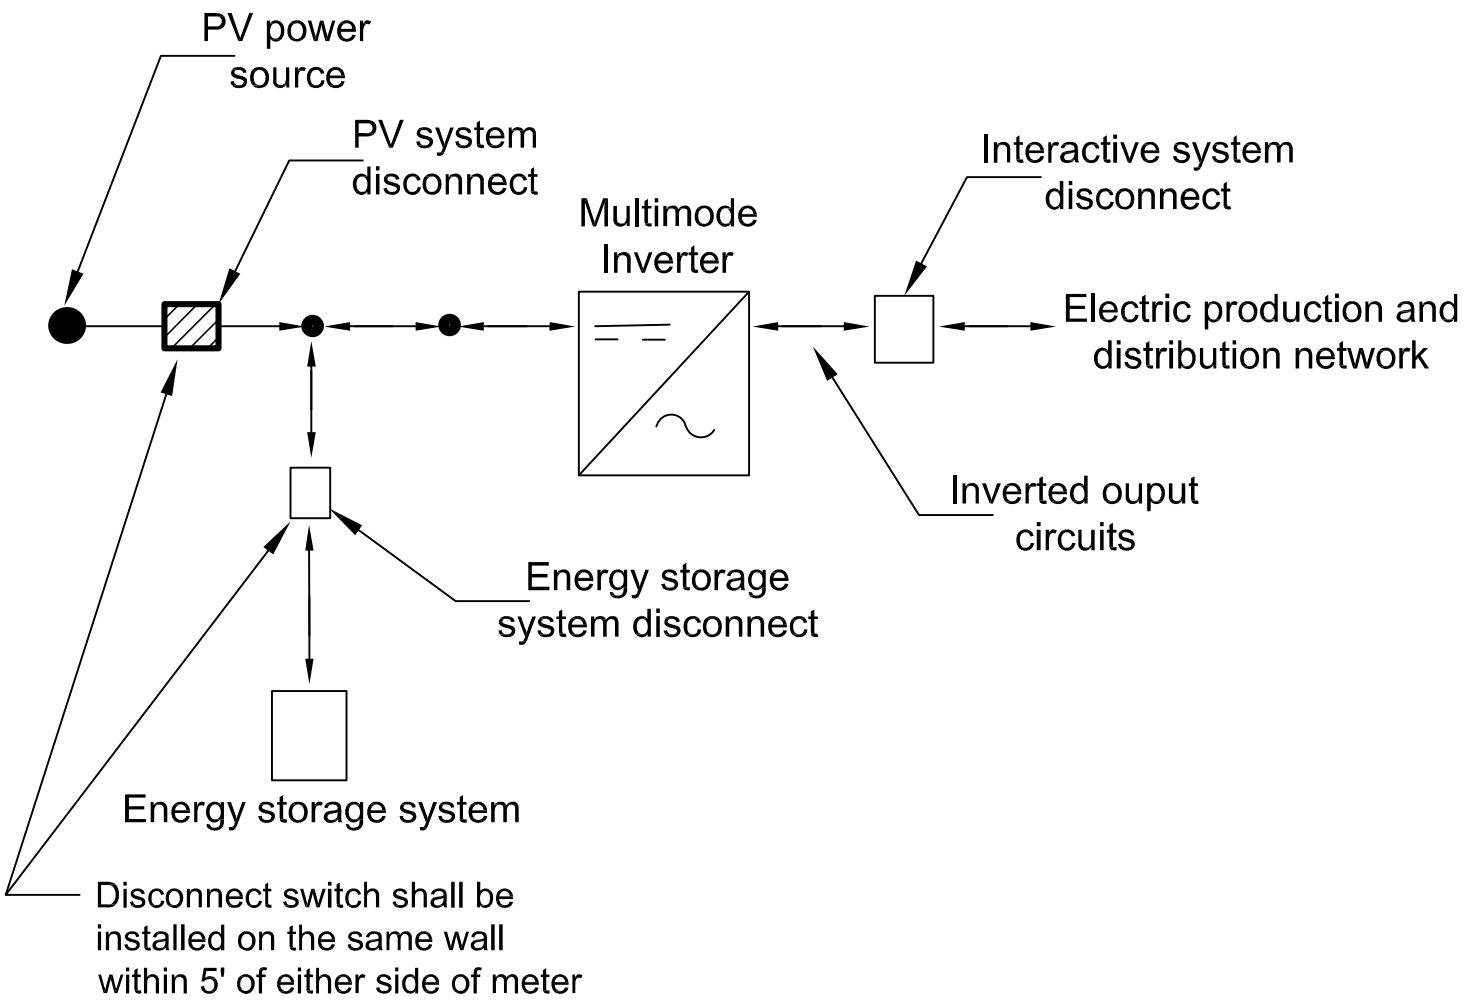 PV power
source
PV system
disconnect
Interactive system
disconnect
Multimode
Inverter
Electric production and
distribution network
Inverted ouput
circuits
Energy storage
system disconnect
Energy storage system
Disconnect switch shall be
installed on the same wall
within 5' of either side of meter